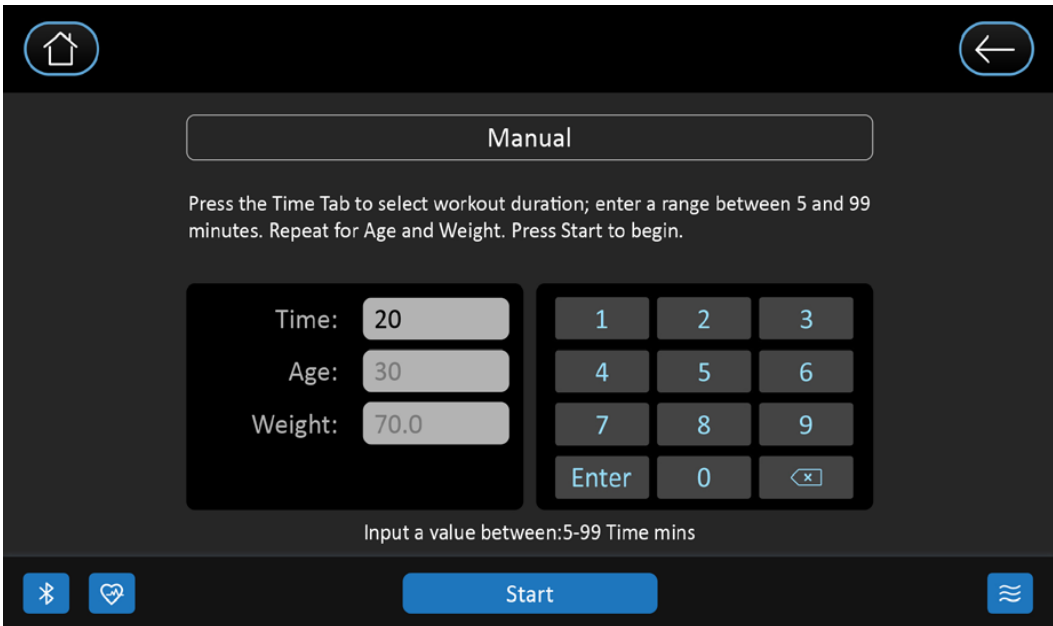 Manual
Press the Time Tab to select workout duration; enter a range between 5 and 99
minutes. Repeat for Age and Weight. Press Start to begin.
Time: 20
Age: 30
Weight: 70.0
1 2 3
4 5 6
7 8 9
Enter 0
Input a value between:5-99 Time mins
Start